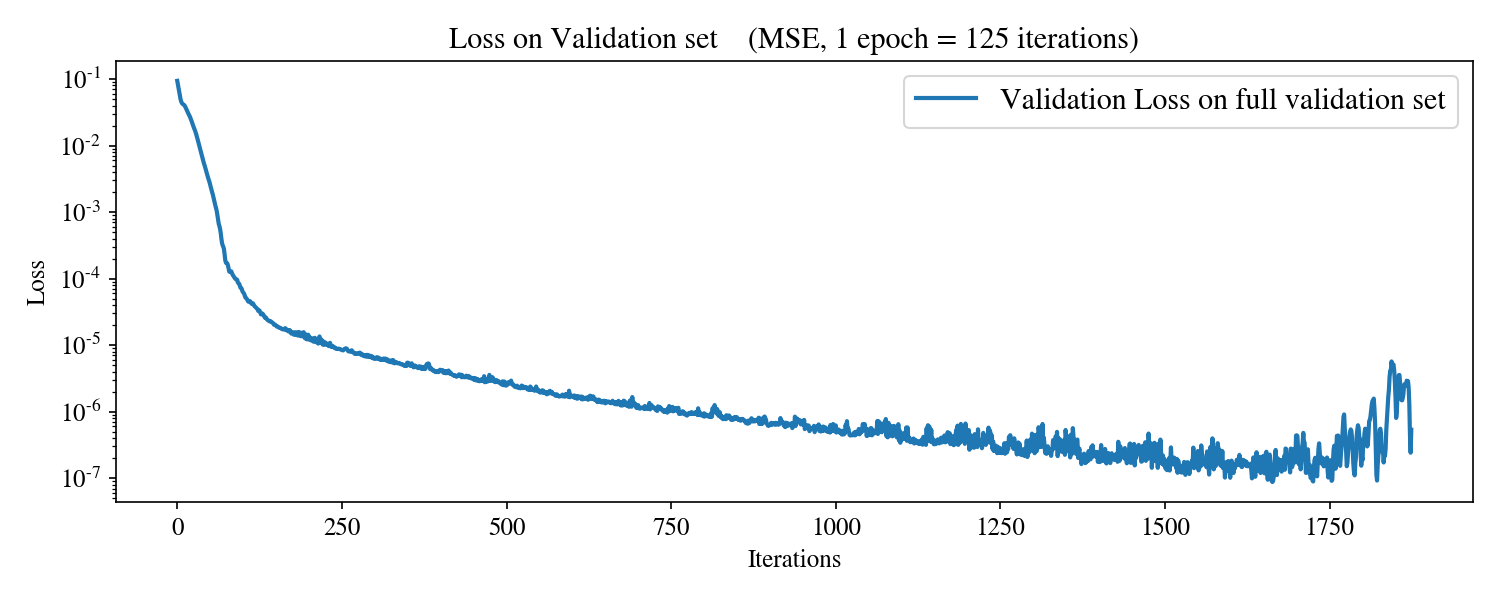 Loss on Validation set (MSE, 1 epoch = 125 iterations)
Validation Loss on full validation set
Loss
10^-1
10^-2
10^-3
10^-4
10^-5
10^-6
10^-7
0 250 500 750 1000 1250 1500 1750
Iterations